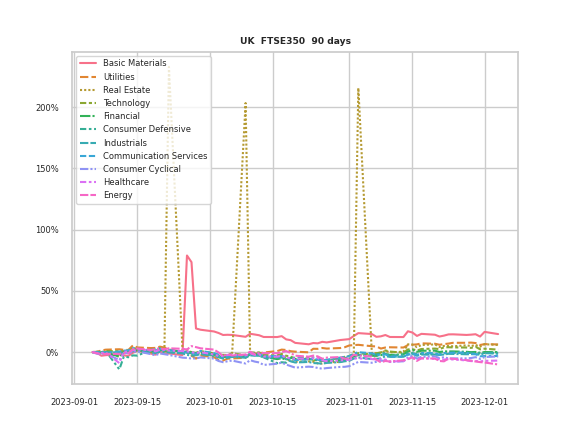 UK FTSE350 90 days
Basic Materials
Utilities
Real Estate
Technology
Financial
Consumer Defensive
Industrials
Communication Services
Consumer Cyclical
Healthcare
Energy
200%
150%
100%
50%
0%
2023-09-01 2023-09-15 2023-10-01 2023-10-15 2023-11-01 2023-11-15 2023-12-01